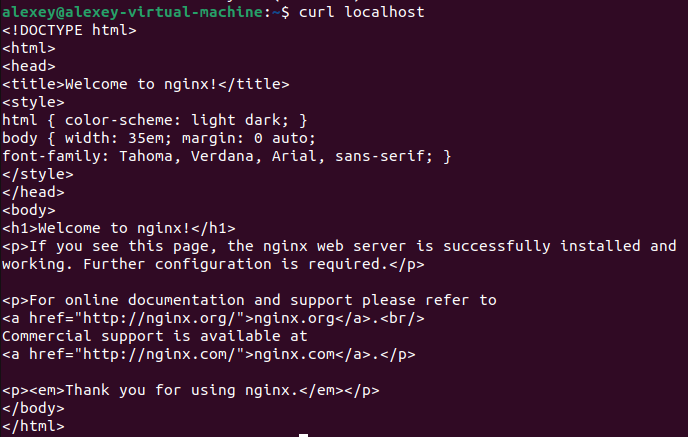 alexey@alexey-virtual-machine:~$ curl localhost
<!DOCTYPE html>
<html>
<head>
<title>Welcome to nginx!</title>
<style>
html { color-scheme: light dark; }
body { width: 35em; margin: 0 auto;
font-family: Tahoma, Verdana, Arial, sans-serif; }
</style>
</head>
<body>
<h1>Welcome to nginx!</h1>
<p>If you see this page, the nginx web server is successfully installed and
working. Further configuration is required.</p>

<p>For online documentation and support please refer to
<a href="http://nginx.org/">nginx.org</a>.<br/>
Commercial support is available at
<a href="http://nginx.com/">nginx.com</a>.</p>

<p><em>Thank you for using nginx.</em></p>
</body>
</html>